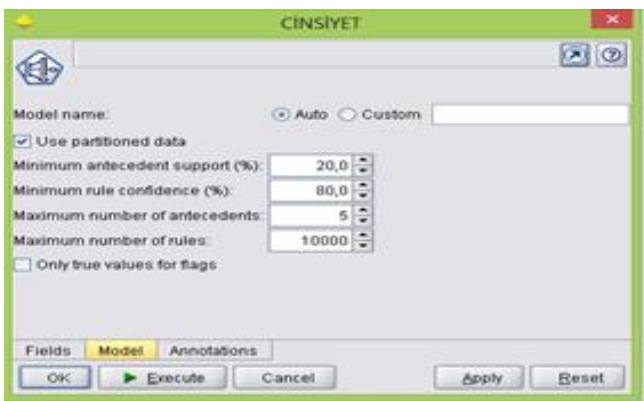 CİNSİYET
Model name: Auto Custom
Use partitioned data
Minimum antecedent support (%): 20,0
Minimum rule confidence (%): 80,0
Maximum number of antecedents: 5
Maximum number of rules: 10000
Only true values for flags
Fields Model Annotations
OK Execute Cancel Apply Reset